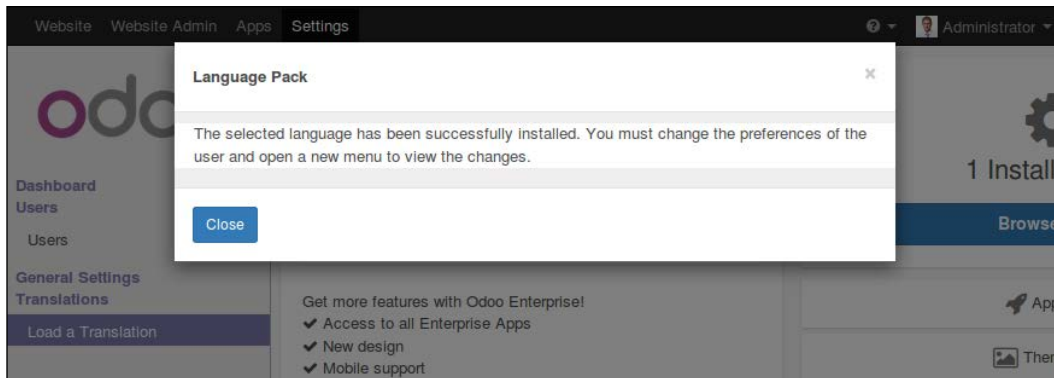 Website Website Admin Apps Settings Administrator
Language Pack
The selected language has been successfully installed. You must change the preferences of the
user and open a new menu to view the changes.
Close
Dashboard
Users
Users
General Settings
Translations
Load a Translation
Get more features with Odoo Enterprise!
Access to all Enterprise Apps
New design
Mobile support
1 Install
Browse